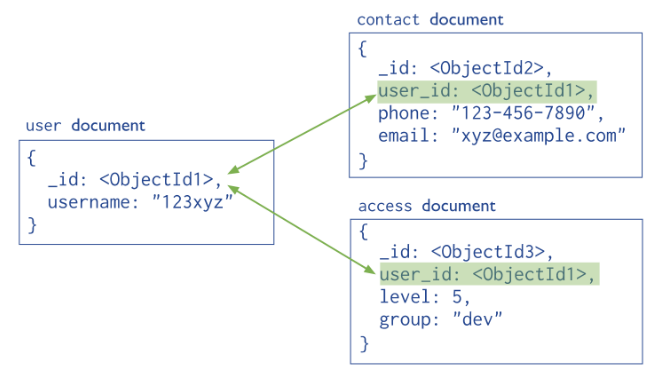 user document
{
_id: <ObjectId1>,
username: "123xyz"
}
contact document
{
_id: <ObjectId2>,
user_id: <ObjectId1>,
phone: "123-456-7890",
email: "xyz@example.com"
}
access document
{
_id: <ObjectId3>,
user_id: <ObjectId1>,
level: 5,
group: "dev"
}